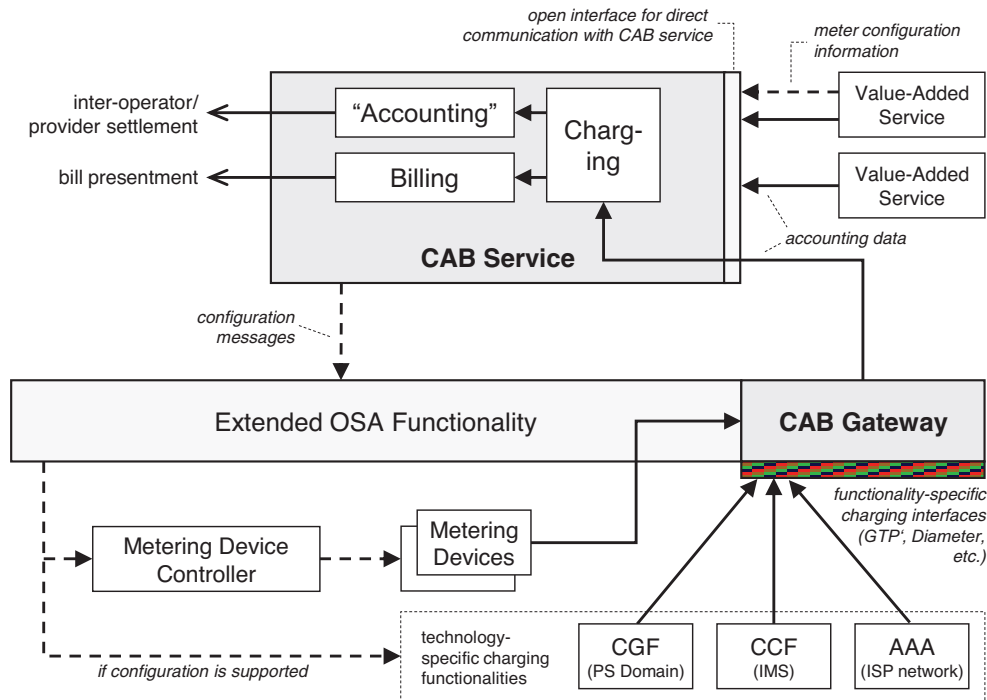 open interface for direct
communication with CAB service
meter configuration
information
inter-operator/
provider settlement
"Accounting"
Charg-
ing
Value-Added
Service
bill presentment
Billing
Value-Added
Service
accounting data
CAB Service
configuration
messages
Extended OSA Functionality
CAB Gateway
functionality-specific
charging interfaces
(GTP‘, Diameter,
etc.)
Metering Device
Controller
Metering
Devices
technology-
specific charging
functionalities
CGF
(PS Domain)
CCF
(IMS)
AAA
(ISP network)
if configuration is supported